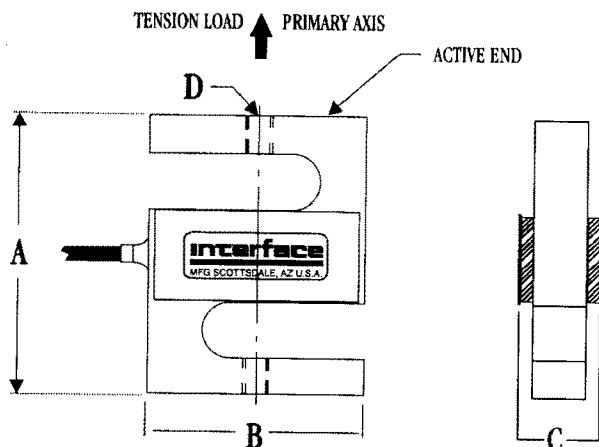 TENSION LOAD PRIMARY AXIS
ACTIVE END
D
A
interface
MFG SCOTTSDALE, AZ U.S.A.
B
C